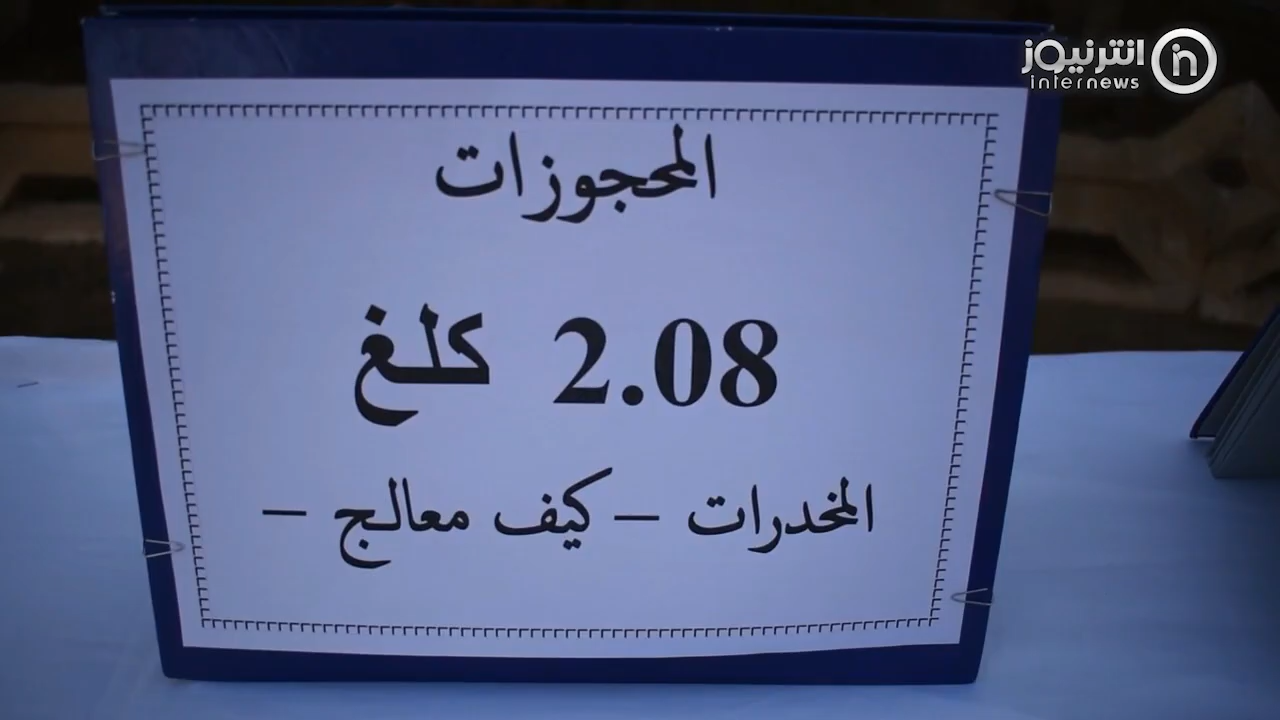 انترنيوز
internews
المحجوزات
2.08 كلغ
المخدرات – كيف معالج –